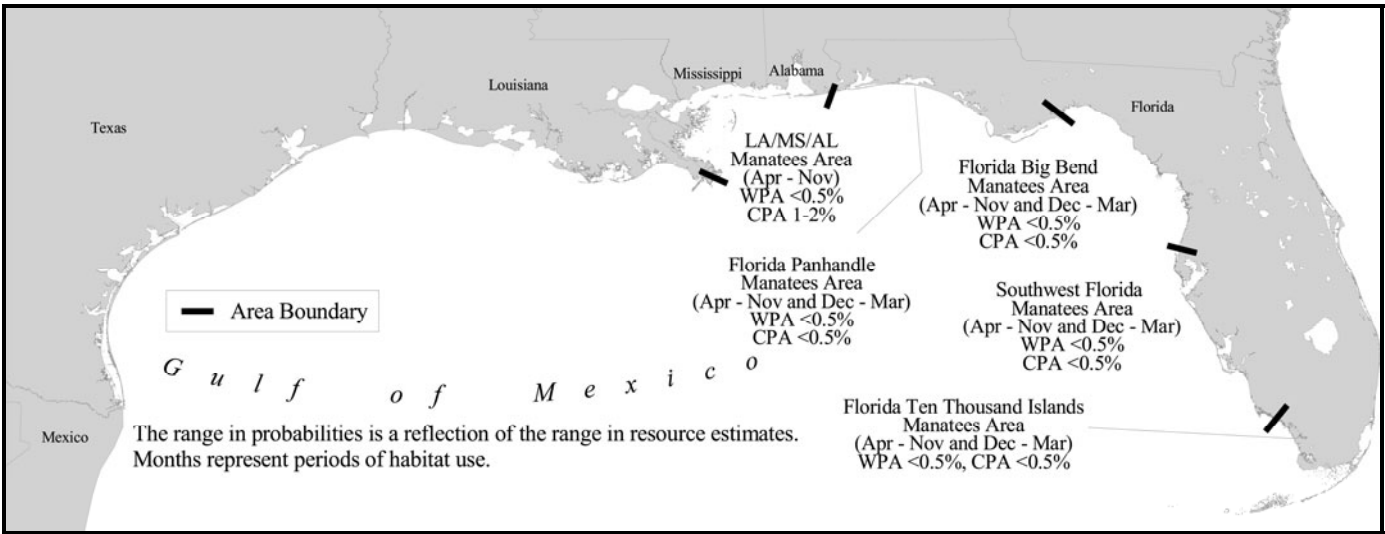 Mississippi
Alabama
Louisiana
Florida
Texas
LA/MS/AL
Manatees Area
(Apr - Nov)
WPA <0.5%
CPA 1-2%
Florida Big Bend
Manatees Area
(Apr - Nov and Dec - Mar)
WPA <0.5%
CPA <0.5%
Florida Panhandle
Manatees Area
(Apr - Nov and Dec - Mar)
WPA <0.5%
CPA <0.5%
Southwest Florida
Manatees Area
(Apr - Nov and Dec - Mar)
WPA <0.5%
CPA <0.5%
Area Boundary
Gulf of Mexico
Florida Ten Thousand Islands
Manatees Area
(Apr - Nov and Dec - Mar)
WPA <0.5%, CPA <0.5%
Mexico
The range in probabilities is a reflection of the range in resource estimates.
Months represent periods of habitat use.